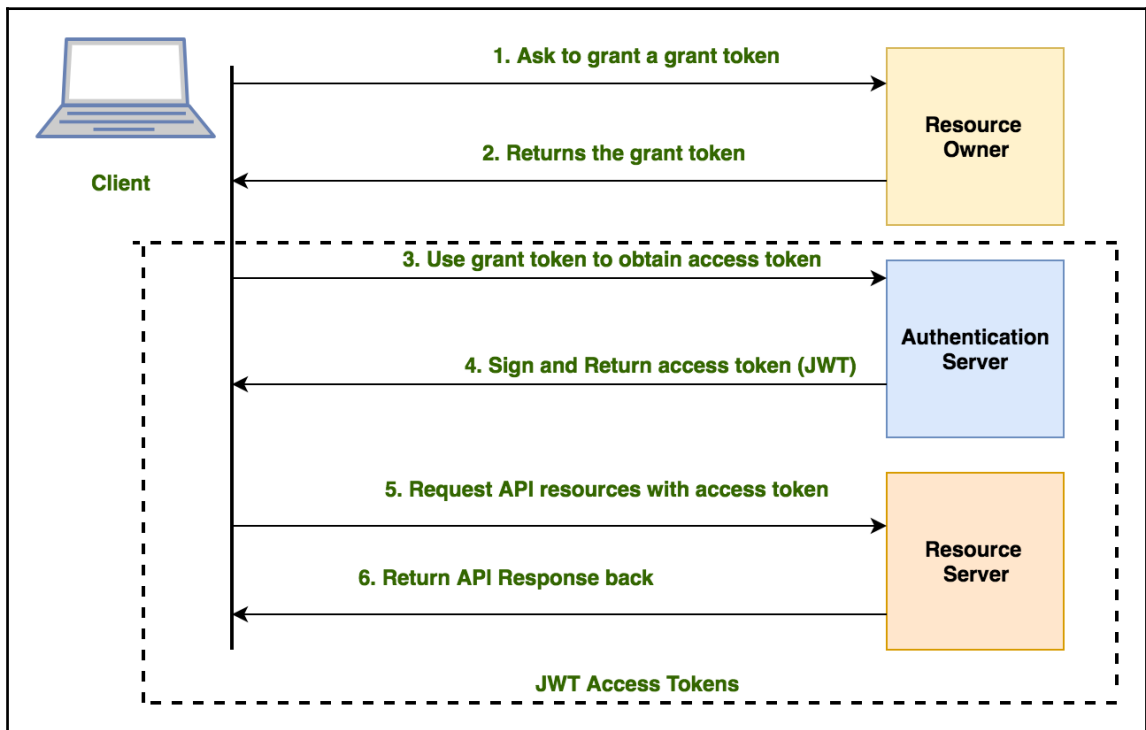 1. Ask to grant a grant token
Resource
Owner
2. Returns the grant token
Client
3. Use grant token to obtain access token
Authentication
Server
4. Sign and Return access token (JWT)
5. Request API resources with access token
Resource
Server
6. Return API Response back
JWT Access Tokens